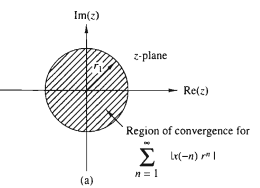 Im(z)
z-plane
r₁
Re(z)
Region of convergence for
∞
∑ |x(−n) rⁿ|
n = 1
(a)